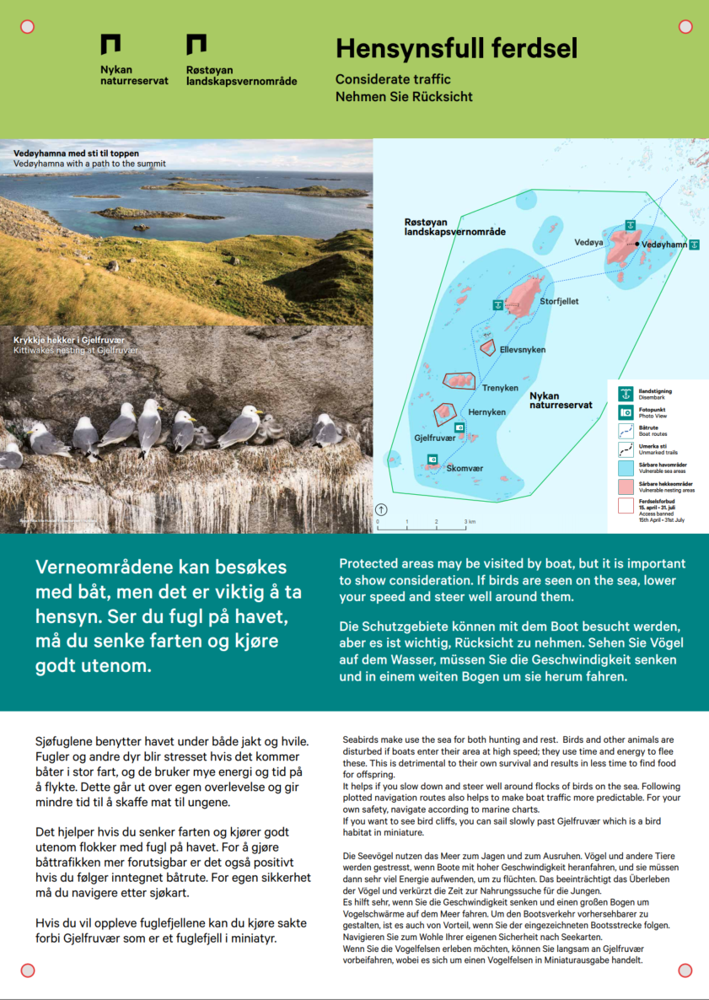 Nykan
naturreservat
Røstøyan
landskapsvernområde
Hensynsfull ferdsel
Considerate traffic
Nehmen Sie Rücksicht
Vedøyhamna med sti til toppen
Vedøyhamna with a path to the summit
Krykkje hekker i Gjelfruvær
Kittiwakes nesting at Gjelfruvær
Røstøyan
landskapsvernområde
Vedøya
Vedøyhamn
Storfjellet
Ellevsnyken
Trenyken
Nykan
naturreservat
Hernyken
Gjelfruvær
Skomvær
1
2
3 km
Ilandstigning
Disembark
Fotopunkt
Photo View
Båtrute
Boat routes
Umerka sti
Unmarked trails
Sårbare havområder
Vulnerable sea areas
Sårbare hekkeområder
Vulnerable nesting areas
Ferdselsforbud
15. april - 31. juli
Access banned
15th April - 31st July
Verneområdene kan besøkes
med båt, men det er viktig å ta
hensyn. Ser du fugl på havet,
må du senke farten og kjøre
godt utenom.
Protected areas may be visited by boat, but it is important
to show consideration. If birds are seen on the sea, lower
your speed and steer well around them.
Die Schutzgebiete können mit dem Boot besucht werden,
aber es ist wichtig, Rücksicht zu nehmen. Sehen Sie Vögel
auf dem Wasser, müssen Sie die Geschwindigkeit senken
und in einem weiten Bogen um sie herum fahren.
Sjøfuglene benytter havet under både jakt og hvile.
Fugler og andre dyr blir stresset hvis det kommer
båter i stor fart, og de bruker mye energi og tid på
å flykte. Dette går ut over egen overlevelse og gir
mindre tid til å skaffe mat til ungene.
Det hjelper hvis du senker farten og kjører godt
utenom flokker med fugl på havet. For å gjøre
båttrafikken mer forutsigbar er det også positivt
hvis du følger inntegnet båtrute. For egen sikkerhet
må du navigere etter sjøkart.
Hvis du vil oppleve fuglefjellene kan du kjøre sakte
forbi Gjelfruvær som er et fuglefjell i miniatyr.
Seabirds make use the sea for both hunting and rest. Birds and other animals are
disturbed if boats enter their area at high speed; they use time and energy to flee
these. This is detrimental to their own survival and results in less time to find food
for offspring.
It helps if you slow down and steer well around flocks of birds on the sea. Following
plotted navigation routes also helps to make boat traffic more predictable. For your
own safety, navigate according to marine charts.
If you want to see bird cliffs, you can sail slowly past Gjelfruvær which is a bird
habitat in miniature.
Die Seevögel nutzen das Meer zum Jagen und zum Ausruhen. Vögel und andere Tiere
werden gestresst, wenn Boote mit hoher Geschwindigkeit heranfahren, und sie müssen
dann sehr viel Energie aufwenden, um zu flüchten. Das beeinträchtigt das Überleben
der Vögel und verkürzt die Zeit zur Nahrungssuche für die Jungen.
Es hilft sehr, wenn Sie die Geschwindigkeit senken und einen großen Bogen um
Vogelschwärme auf dem Meer fahren. Um den Bootsverkehr vorhersehbarer zu
gestalten, ist es auch von Vorteil, wenn Sie der eingezeichneten Bootsstrecke folgen.
Navigieren Sie zum Wohle Ihrer eigenen Sicherheit nach Seekarten.
Wenn Sie die Vogelfelsen erleben möchten, können Sie langsam an Gjelfruvær
vorbeifahren, wobei es sich um einen Vogelfelsen in Miniaturausgabe handelt.